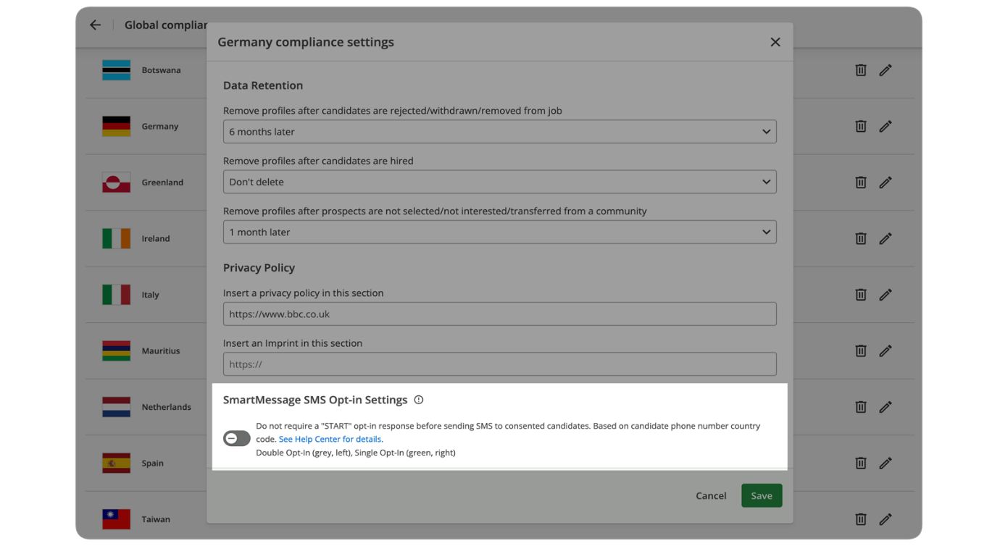 Global complian
Germany compliance settings
Botswana
Data Retention
Remove profiles after candidates are rejected/withdrawn/removed from job
Germany
6 months later
Remove profiles after candidates are hired
Greenland
Don't delete
Remove profiles after prospects are not selected/not interested/transferred from a community
Ireland
1 month later
Privacy Policy
Italy
Insert a privacy policy in this section
https://www.bbc.co.uk
Insert an Imprint in this section
Mauritius
https://
SmartMessage SMS Opt-in Settings
Netherlands
Do not require a "START" opt-in response before sending SMS to consented candidates. Based on candidate phone number country
code. See Help Center for details.
Double Opt-In (grey, left), Single Opt-In (green, right)
Spain
Cancel
Save
Taiwan